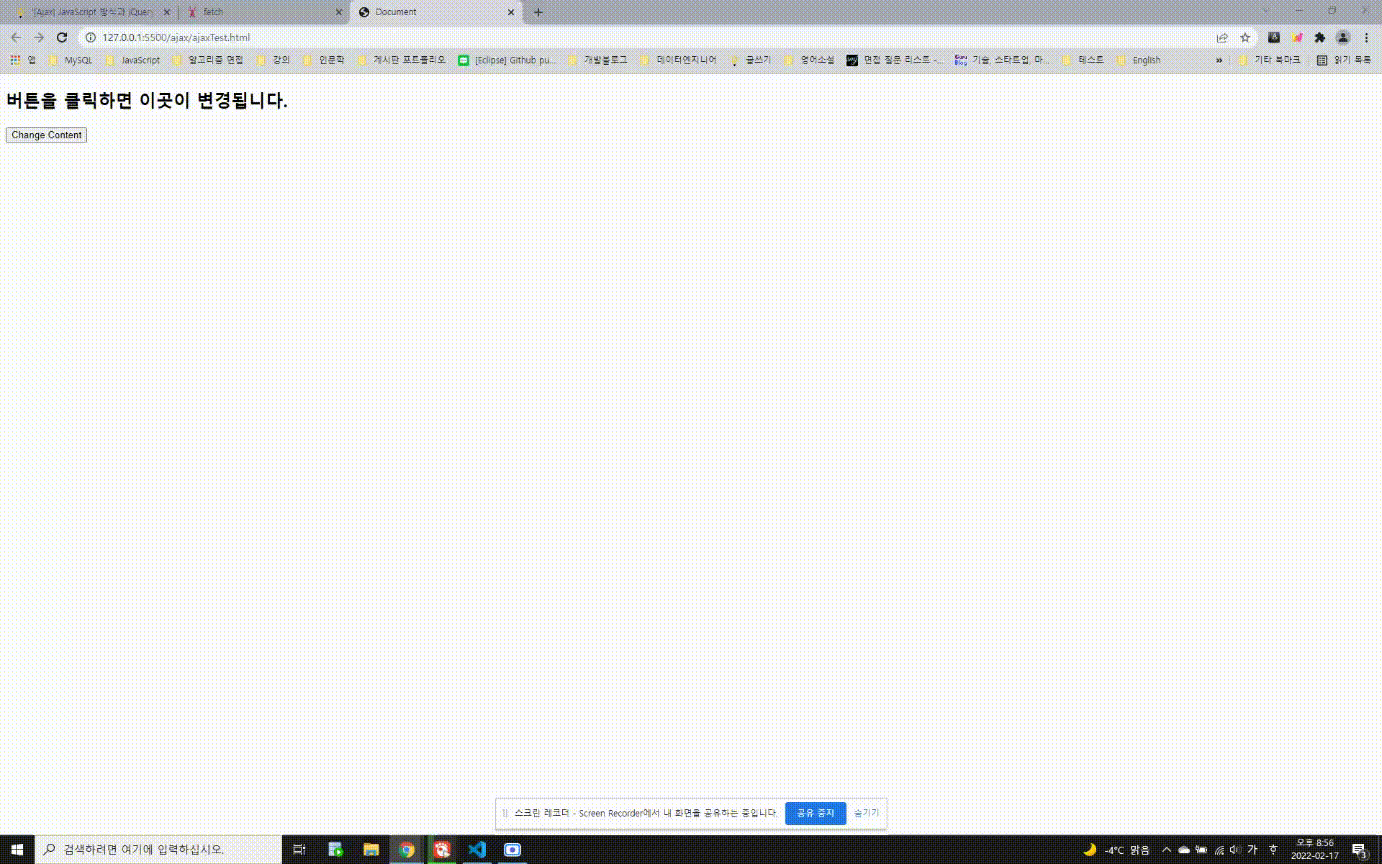 '[Ajax] JavaScript 방식과 jQuery
fetch
Document
127.0.0.1:5500/ajax/ajaxTest.html
앱 MySQL JavaScript 알고리즘 면접 강의 인문학 게시판 포트폴리오 [Eclipse] Github pu... 개발블로그 데이터엔지니어 글쓰기 영어소설 면접 질문 리스트 -... 기술, 스타트업, 마... 테스트 English » 기타 북마크 읽기 목록
버튼을 클릭하면 이곳이 변경됩니다.
Change Content
스크린 레코더 - Screen Recorder에서 내 화면을 공유하는 중입니다. 공유 중지 숨기기
검색하려면 여기에 입력하십시오.
-4°C 맑음
가
오후 8:56
2022-02-17
3